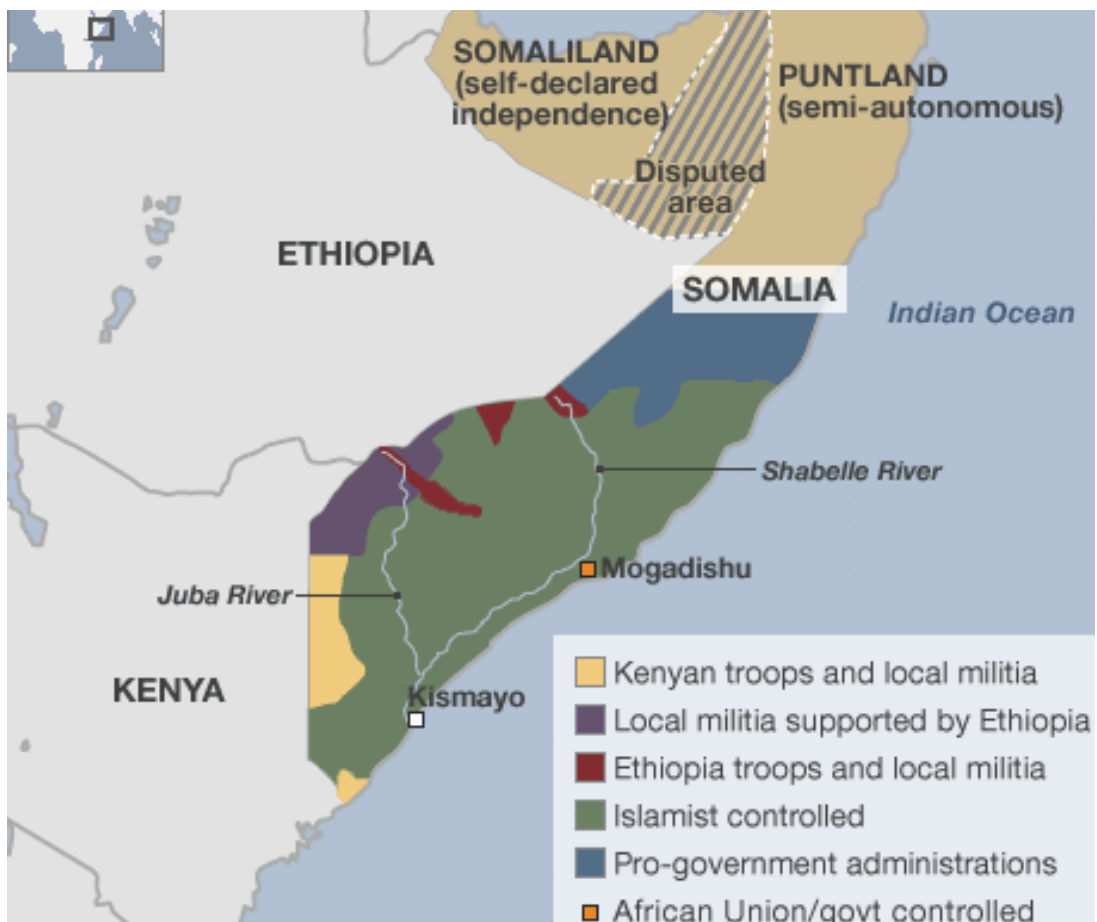 SOMALILAND
(self-declared
independence)
PUNTLAND
(semi-autonomous)
Disputed
area
ETHIOPIA
SOMALIA
Indian Ocean
Shabelle River
Mogadishu
Juba River
KENYA
Kismayo
Kenyan troops and local militia
Local militia supported by Ethiopia
Ethiopia troops and local militia
Islamist controlled
Pro-government administrations
African Union/govt controlled